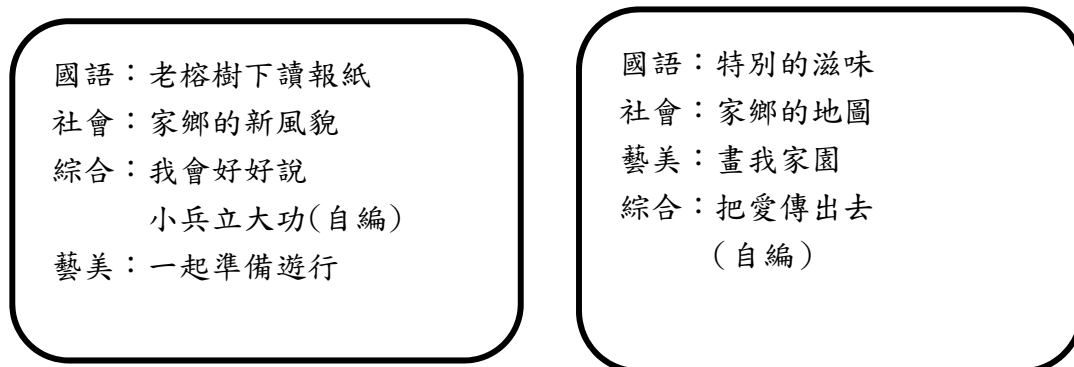 國語：老榕樹下讀報紙
社會：家鄉的新風貌
綜合：我會好好說
小兵立大功(自編)
藝美：一起準備遊行
國語：特別的滋味
社會：家鄉的地圖
藝美：畫我家園
綜合：把愛傳出去
（自編）